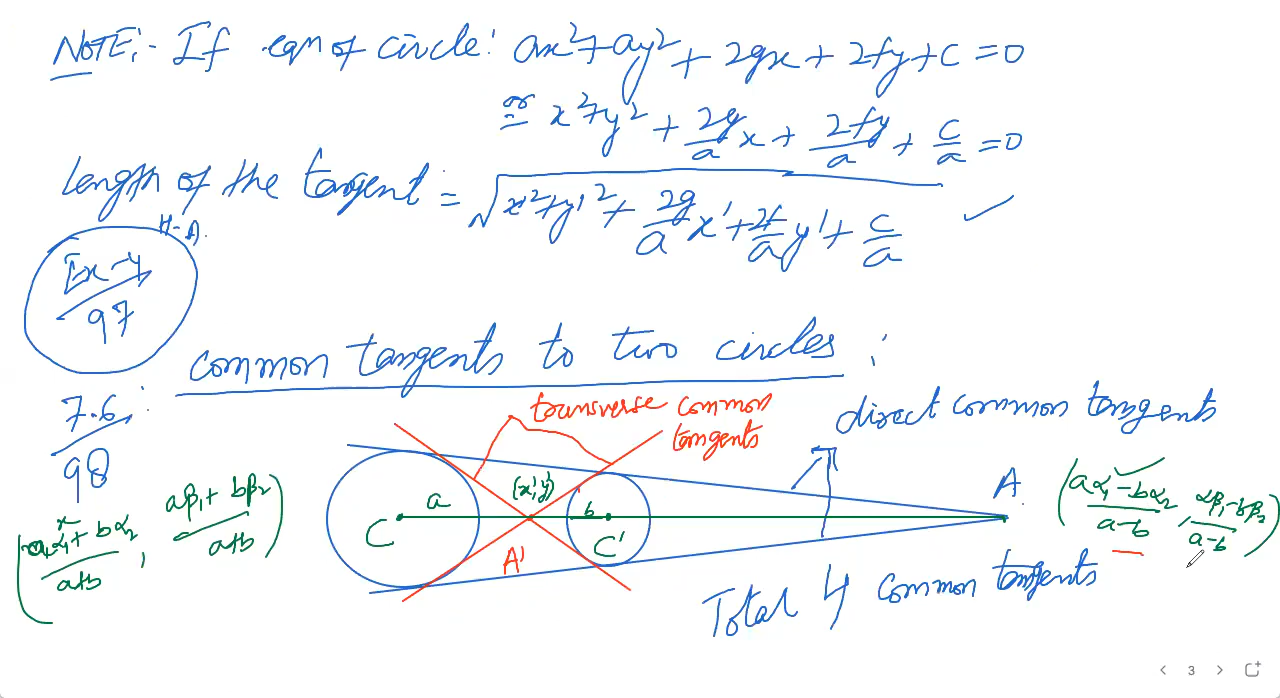 NOTE:- If eqn of circle: ax²+ay²+2gx+2fy+c=0
or x²+y²+2g/a x+2fy/a+c/a=0
length of the tangent = √x'²+y'²+2g/a x'+2f/a y'+c/a ✓
H-A.
Ex-4/97
common tangents to two circles:
7.6/98
transverse common tangents
direct common tangents
(aα₁+bα₂/a+b, aβ₁+bβ₂/a+b)
a
(x',y')
b
C
C'
A'
A
(aα₁-bα₂/a-b, aβ₁-bβ₂/a-b)
Total 4 common tangents
< 3 >